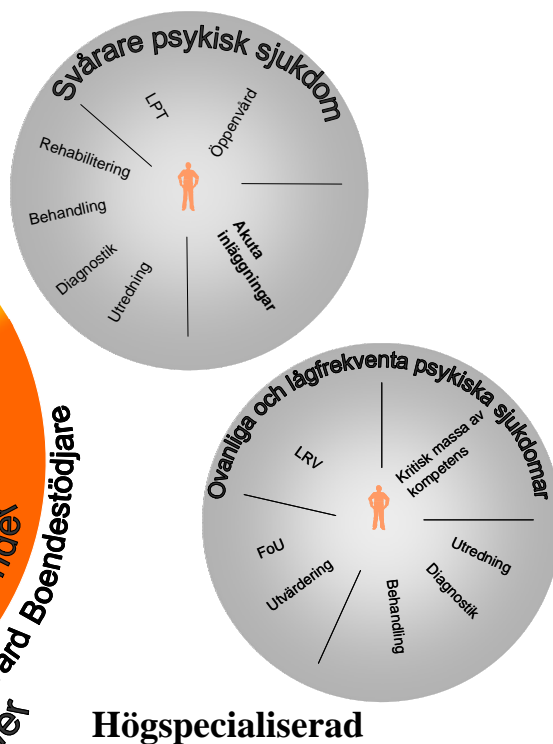 Svårare psykisk sjukdom
LPT
Öppenvård
Rehabilitering
Behandling
Diagnostik
Utredning
Akuta
inläggningar
Ovanliga och lågfrekventa psykiska sjukdomar
LRV
Kritisk massa av
kompetens
FoU
Utvärdering
Behandling
Utredning
Diagnostik
Boendestödjare
Högspecialiserad